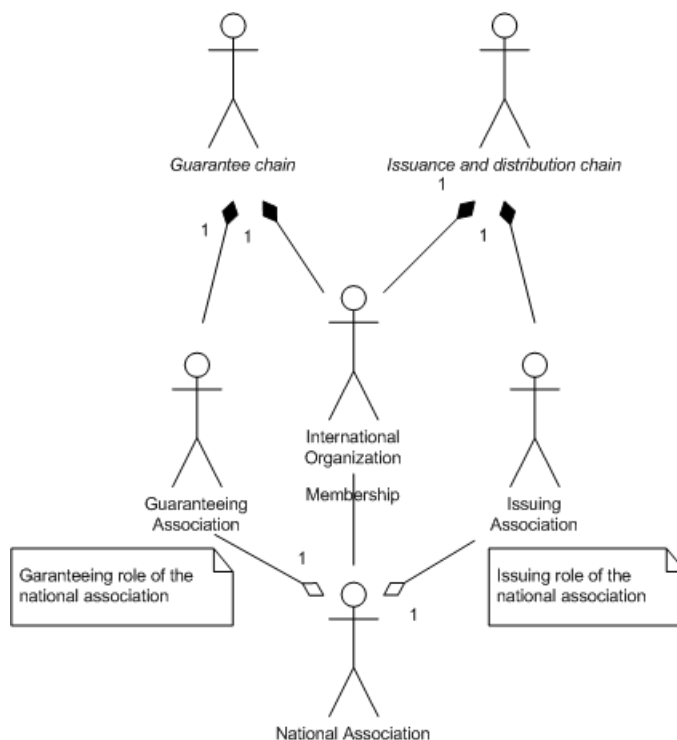 Guarantee chain
Issuance and distribution chain
1
1
1
1
International
Organization
Guaranteeing
Association
Membership
Issuing
Association
1
Garanteeing role of the
national association
Issuing role of the
national association
1
National Association